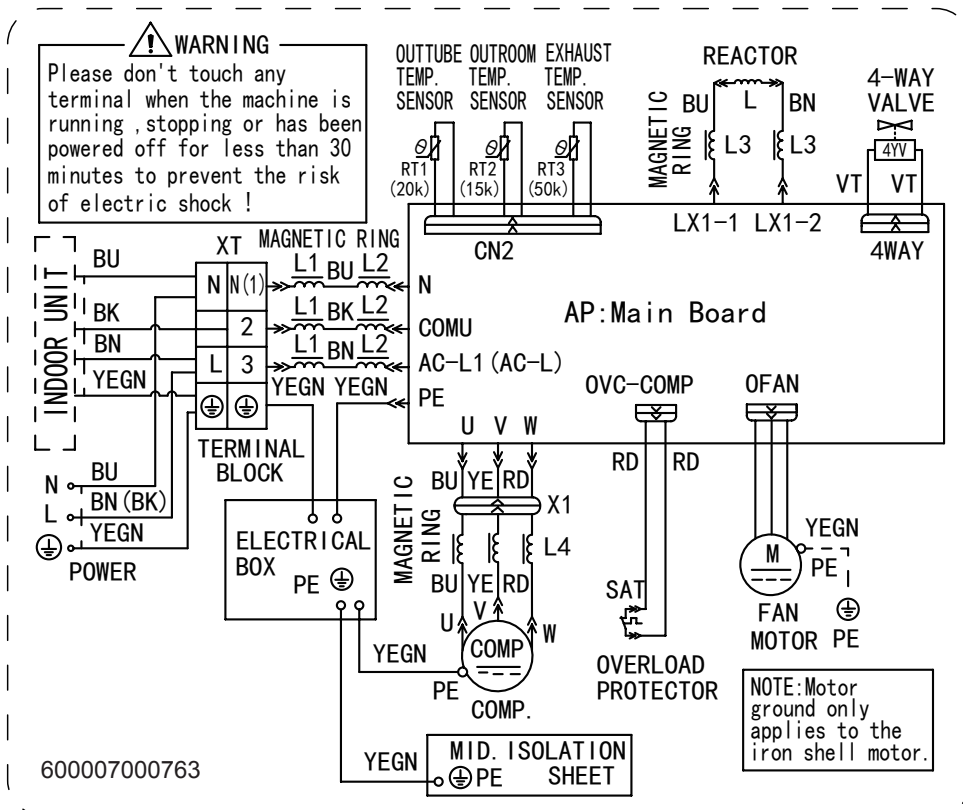 WARNING
Please don't touch any
terminal when the machine is
running ,stopping or has been
powered off for less than 30
minutes to prevent the risk
of electric shock !
OUTTUBE OUTROOM EXHAUST
TEMP. TEMP. TEMP.
SENSOR SENSOR SENSOR
RT1 RT2 RT3
(20k) (15k) (50k)
CN2
REACTOR
BU L BN
MAGNETIC
RING
L3 L3
LX1-1 LX1-2
4-WAY
VALVE
4YV
VT VT
4WAY
AP:Main Board
INDOOR UNIT
BU
BK
BN
YEGN
XT
N N(1)
2
L 3
TERMINAL
BLOCK
MAGNETIC RING
L1 BU L2
L1 BK L2
L1 BN L2
YEGN YEGN
N
COMU
AC-L1(AC-L)
PE
N BU
L BN(BK)
YEGN
POWER
ELECTRICAL
BOX
PE
U V W
BU YE RD
X1
MAGNETIC
RING
L4
BU YE RD
U V W
COMP
PE
COMP.
YEGN
YEGN
PE
MID. ISOLATION
SHEET
OVC-COMP
RD RD
SAT
OVERLOAD
PROTECTOR
OFAN
M
YEGN
PE
FAN
MOTOR
PE
NOTE:Motor
ground only
applies to the
iron shell motor.
600007000763